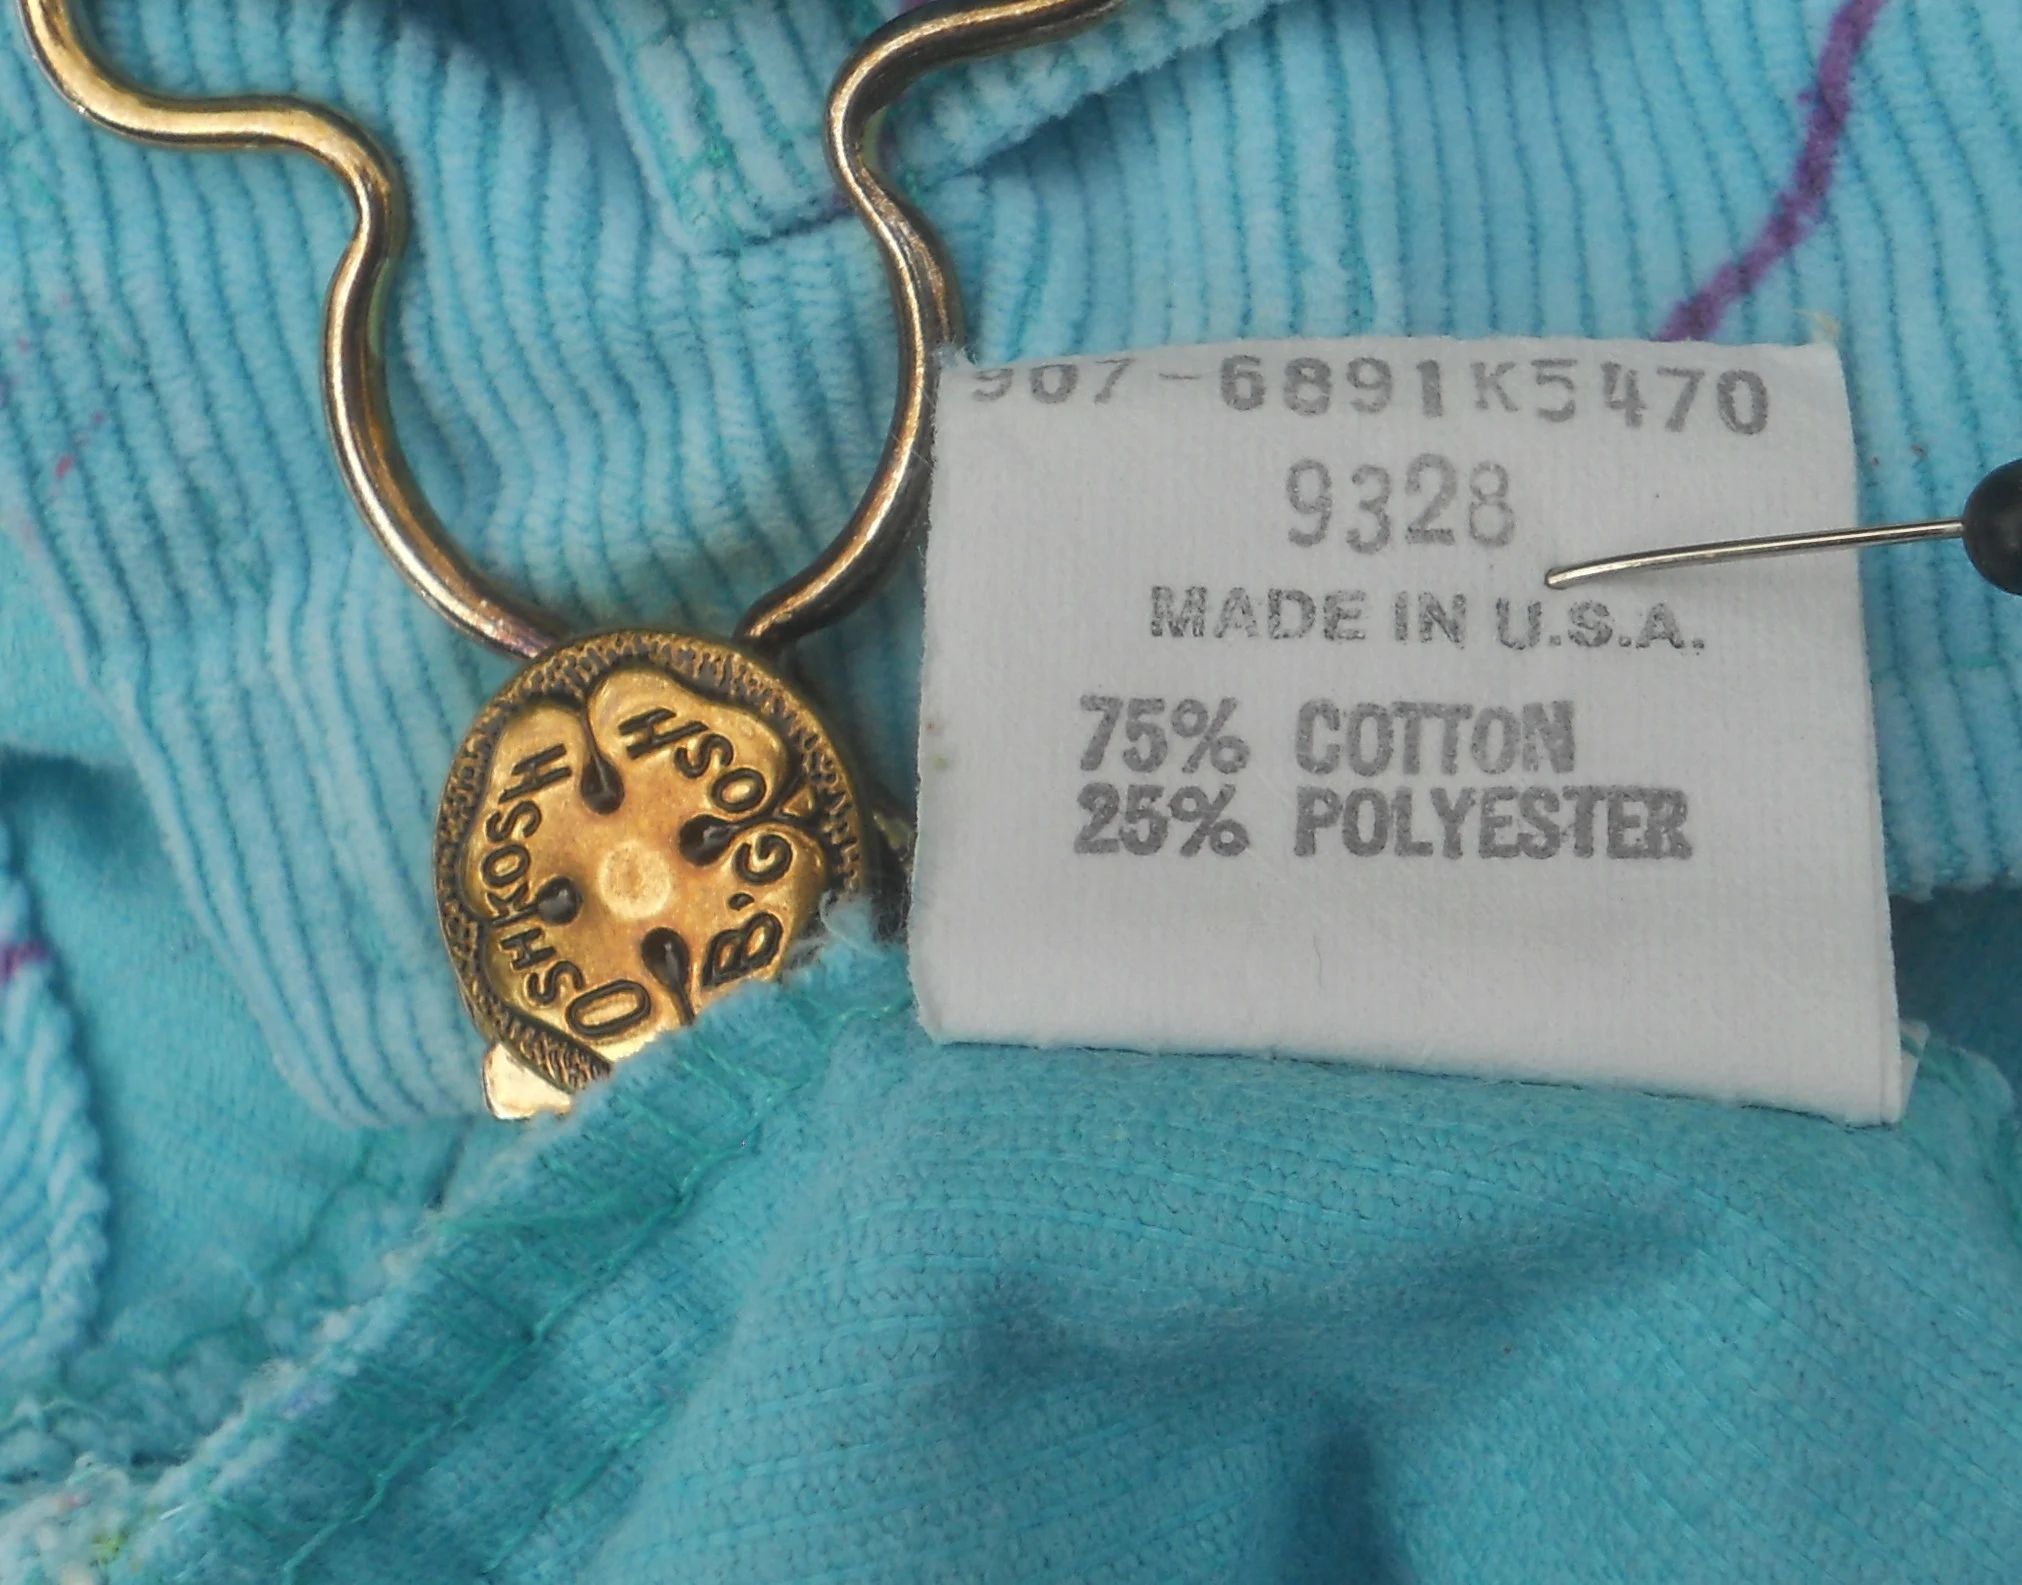 OSHKOSH
B'GOSH
907-6891K5470
9328
MADE IN U.S.A.
75% COTTON
25% POLYESTER